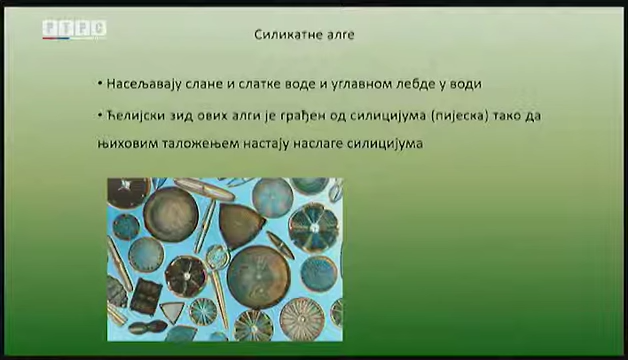 РТРС
Силикатне алге
• Насељавају слане и слатке воде и углавном лебде у води
• Ћелијски зид ових алги је грађен од силицијума (пијеска) тако да
њиховим таложењем настају наслаге силицијума